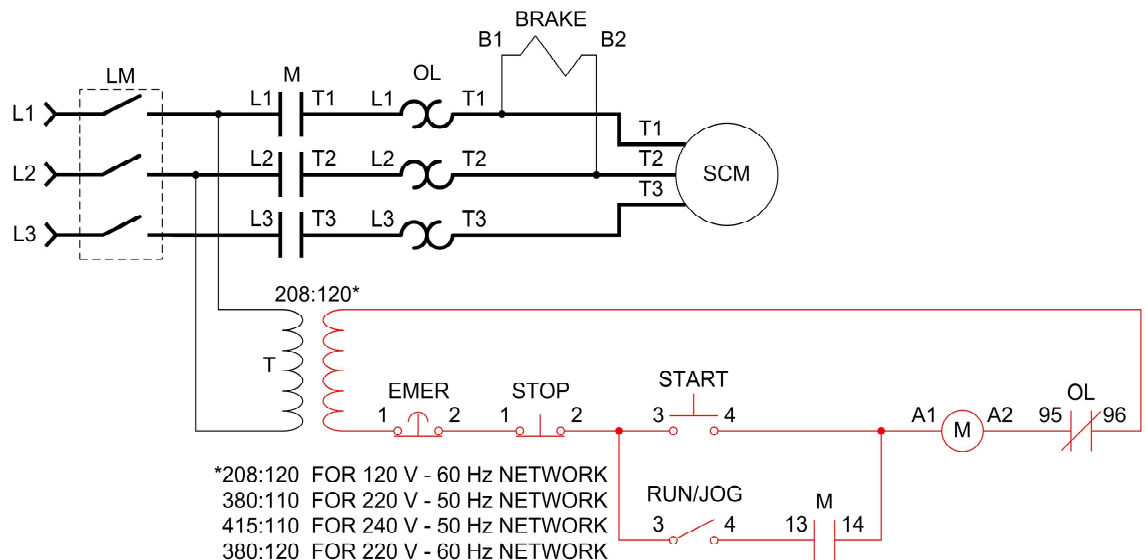 BRAKE
B1 B2
LM M OL
L1 L1 T1 L1 T1 T1
L2 L2 T2 L2 T2 T2 SCM
L3 L3 T3 L3 T3 T3
208:120*
T
EMER STOP START OL
1 2 1 2 3 4 A1 M A2 95 96
*208:120 FOR 120 V - 60 Hz NETWORK
380:110 FOR 220 V - 50 Hz NETWORK
415:110 FOR 240 V - 50 Hz NETWORK
380:120 FOR 220 V - 60 Hz NETWORK
RUN/JOG M
3 4 13 14